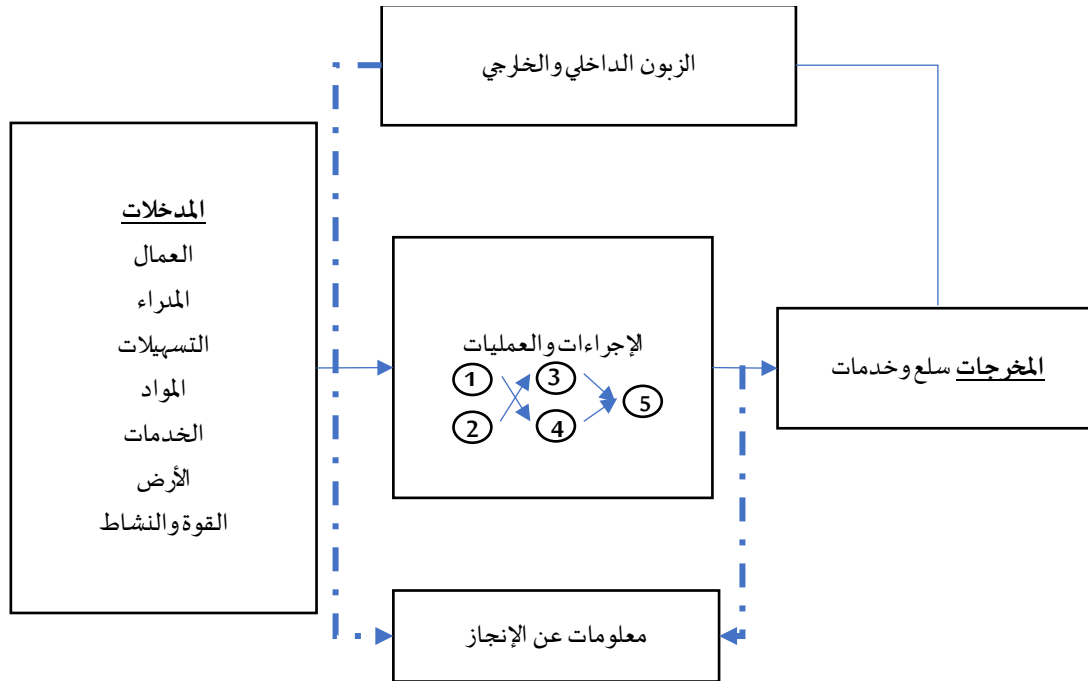 الزبون الداخلي والخارجي
المدخلات
العمال
المدراء
التسهيلات
المواد
الخدمات
الأرض
القوة والنشاط
الإجراءات والعمليات
1 3
5
2 4
المخرجات سلع وخدمات
معلومات عن الإنجاز